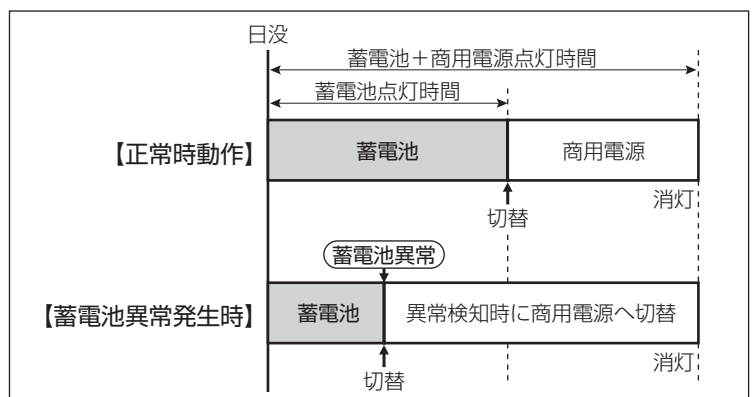 日没
蓄電池＋商用電源点灯時間
蓄電池点灯時間
【正常時動作】
蓄電池
商用電源
消灯
切替
蓄電池異常
【蓄電池異常発生時】
蓄電池
異常検知時に商用電源へ切替
消灯
切替